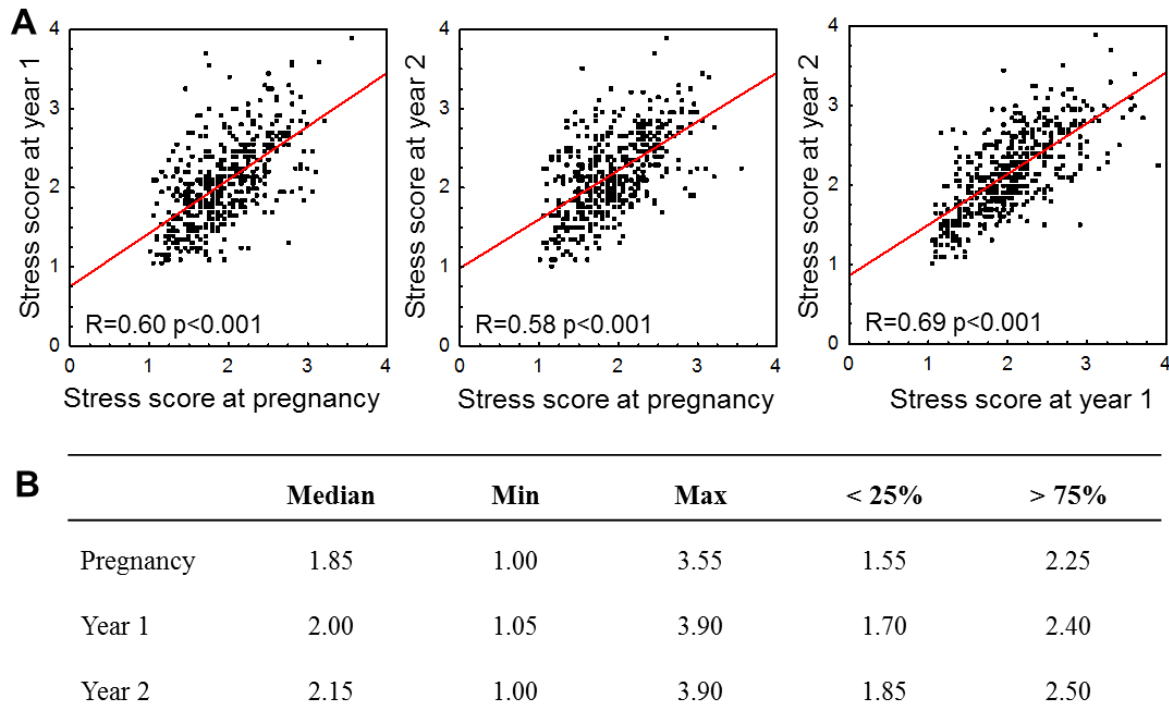 A
Stress score at year 1
4
3
2
1
0
R=0.60 p<0.001
0 1 2 3 4
Stress score at pregnancy
Stress score at year 2
4
3
2
1
0
R=0.58 p<0.001
0 1 2 3 4
Stress score at pregnancy
Stress score at year 2
4
3
2
1
0
R=0.69 p<0.001
0 1 2 3 4
Stress score at year 1
B
Median Min Max < 25% > 75%
Pregnancy 1.85 1.00 3.55 1.55 2.25
Year 1 2.00 1.05 3.90 1.70 2.40
Year 2 2.15 1.00 3.90 1.85 2.50